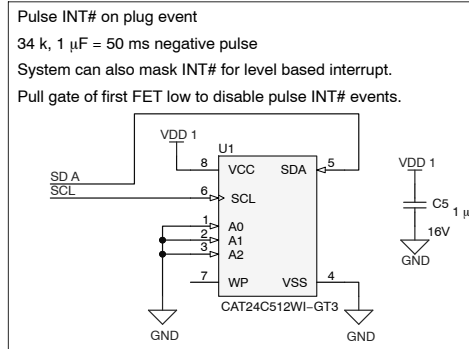 Pulse INT# on plug event
34 k, 1 μF = 50 ms negative pulse
System can also mask INT# for level based interrupt.
Pull gate of first FET low to disable pulse INT# events.
VDD 1
U1
8 VCC SDA 5
SD A
SCL
6 SCL
VDD 1
C5
1 μ
16V
GND
1 A0
2 A1
3 A2
7 WP VSS 4
CAT24C512WI-GT3
GND
GND